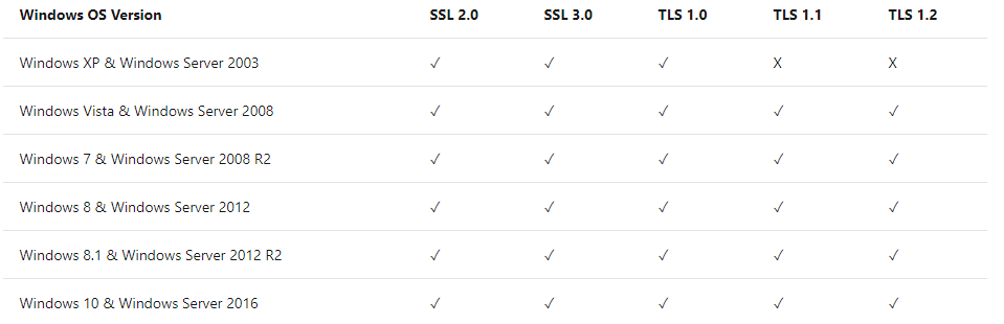 Windows OS Version SSL 2.0 SSL 3.0 TLS 1.0 TLS 1.1 TLS 1.2
Windows XP & Windows Server 2003 ✓ ✓ ✓ X X
Windows Vista & Windows Server 2008 ✓ ✓ ✓ ✓ ✓
Windows 7 & Windows Server 2008 R2 ✓ ✓ ✓ ✓ ✓
Windows 8 & Windows Server 2012 ✓ ✓ ✓ ✓ ✓
Windows 8.1 & Windows Server 2012 R2 ✓ ✓ ✓ ✓ ✓
Windows 10 & Windows Server 2016 ✓ ✓ ✓ ✓ ✓